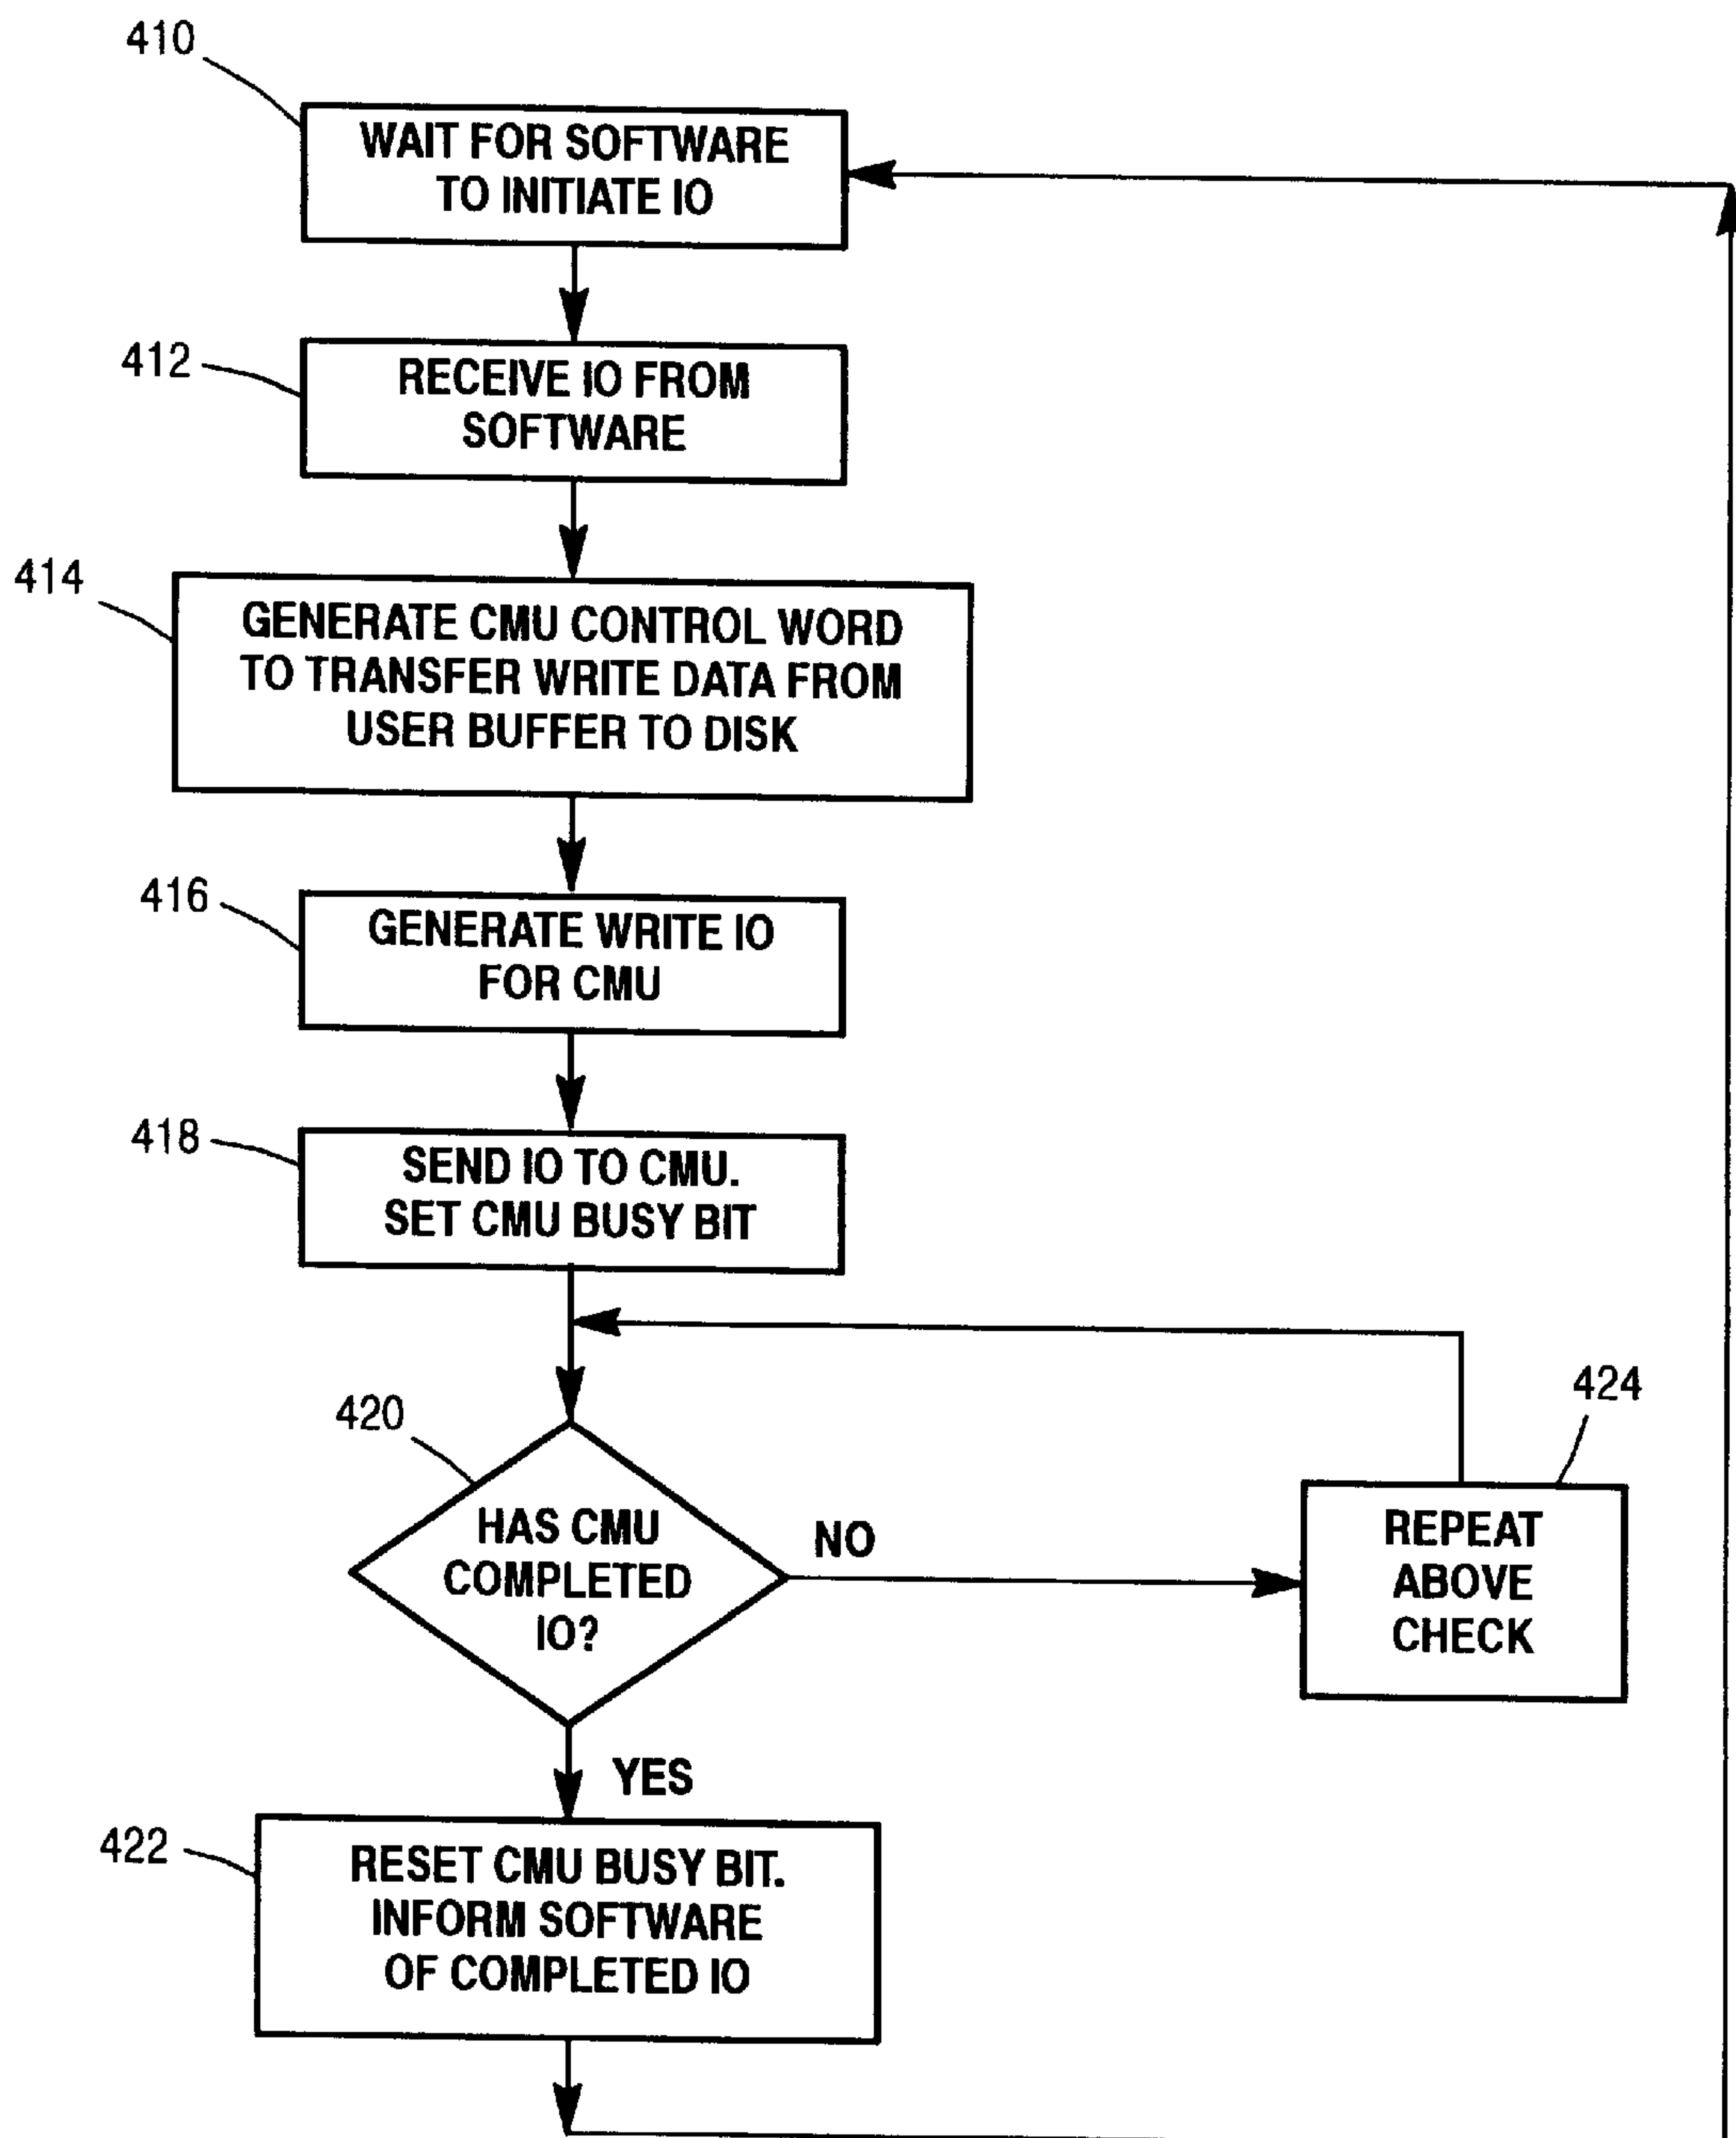 410
WAIT FOR SOFTWARE
TO INITIATE IO
412
RECEIVE IO FROM
SOFTWARE
414
GENERATE CMU CONTROL WORD
TO TRANSFER WRITE DATA FROM
USER BUFFER TO DISK
416
GENERATE WRITE IO
FOR CMU
418
SEND IO TO CMU.
SET CMU BUSY BIT
420
HAS CMU
COMPLETED
IO?
NO
424
REPEAT
ABOVE
CHECK
YES
422
RESET CMU BUSY BIT.
INFORM SOFTWARE
OF COMPLETED IO